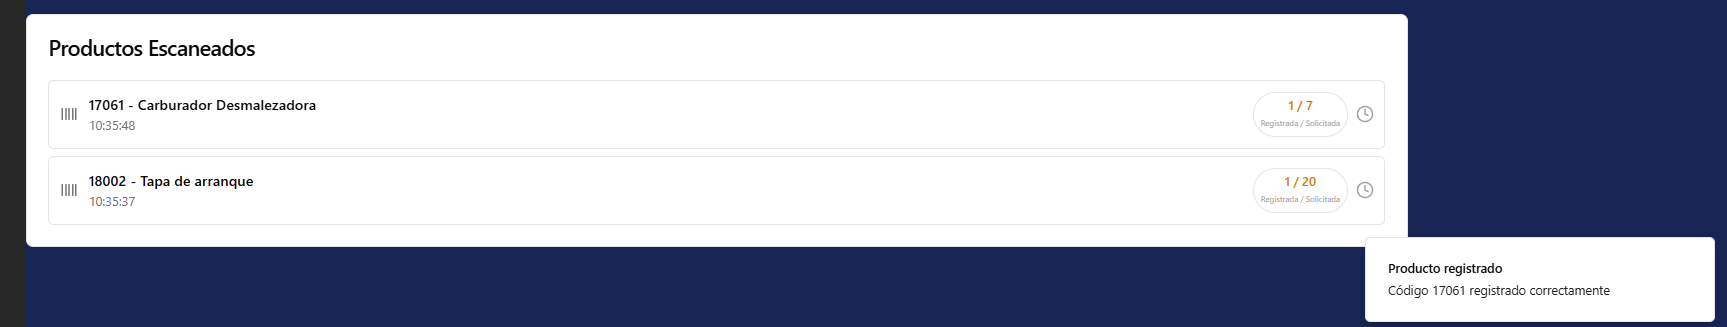 Productos Escaneados
17061 - Carburador Desmalezadora
10:35:48
1 / 7
Registrada / Solicitada
18002 - Tapa de arranque
10:35:37
1 / 20
Registrada / Solicitada
Producto registrado
Código 17061 registrado correctamente